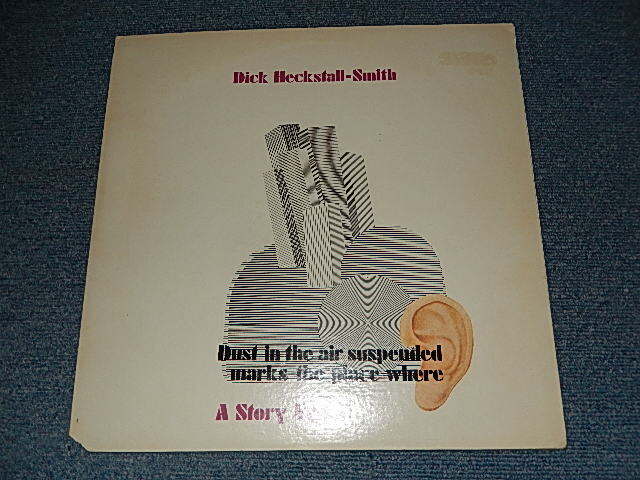 Dick Heckstall-Smith
Dust in the air suspended
marks the place where
A Story